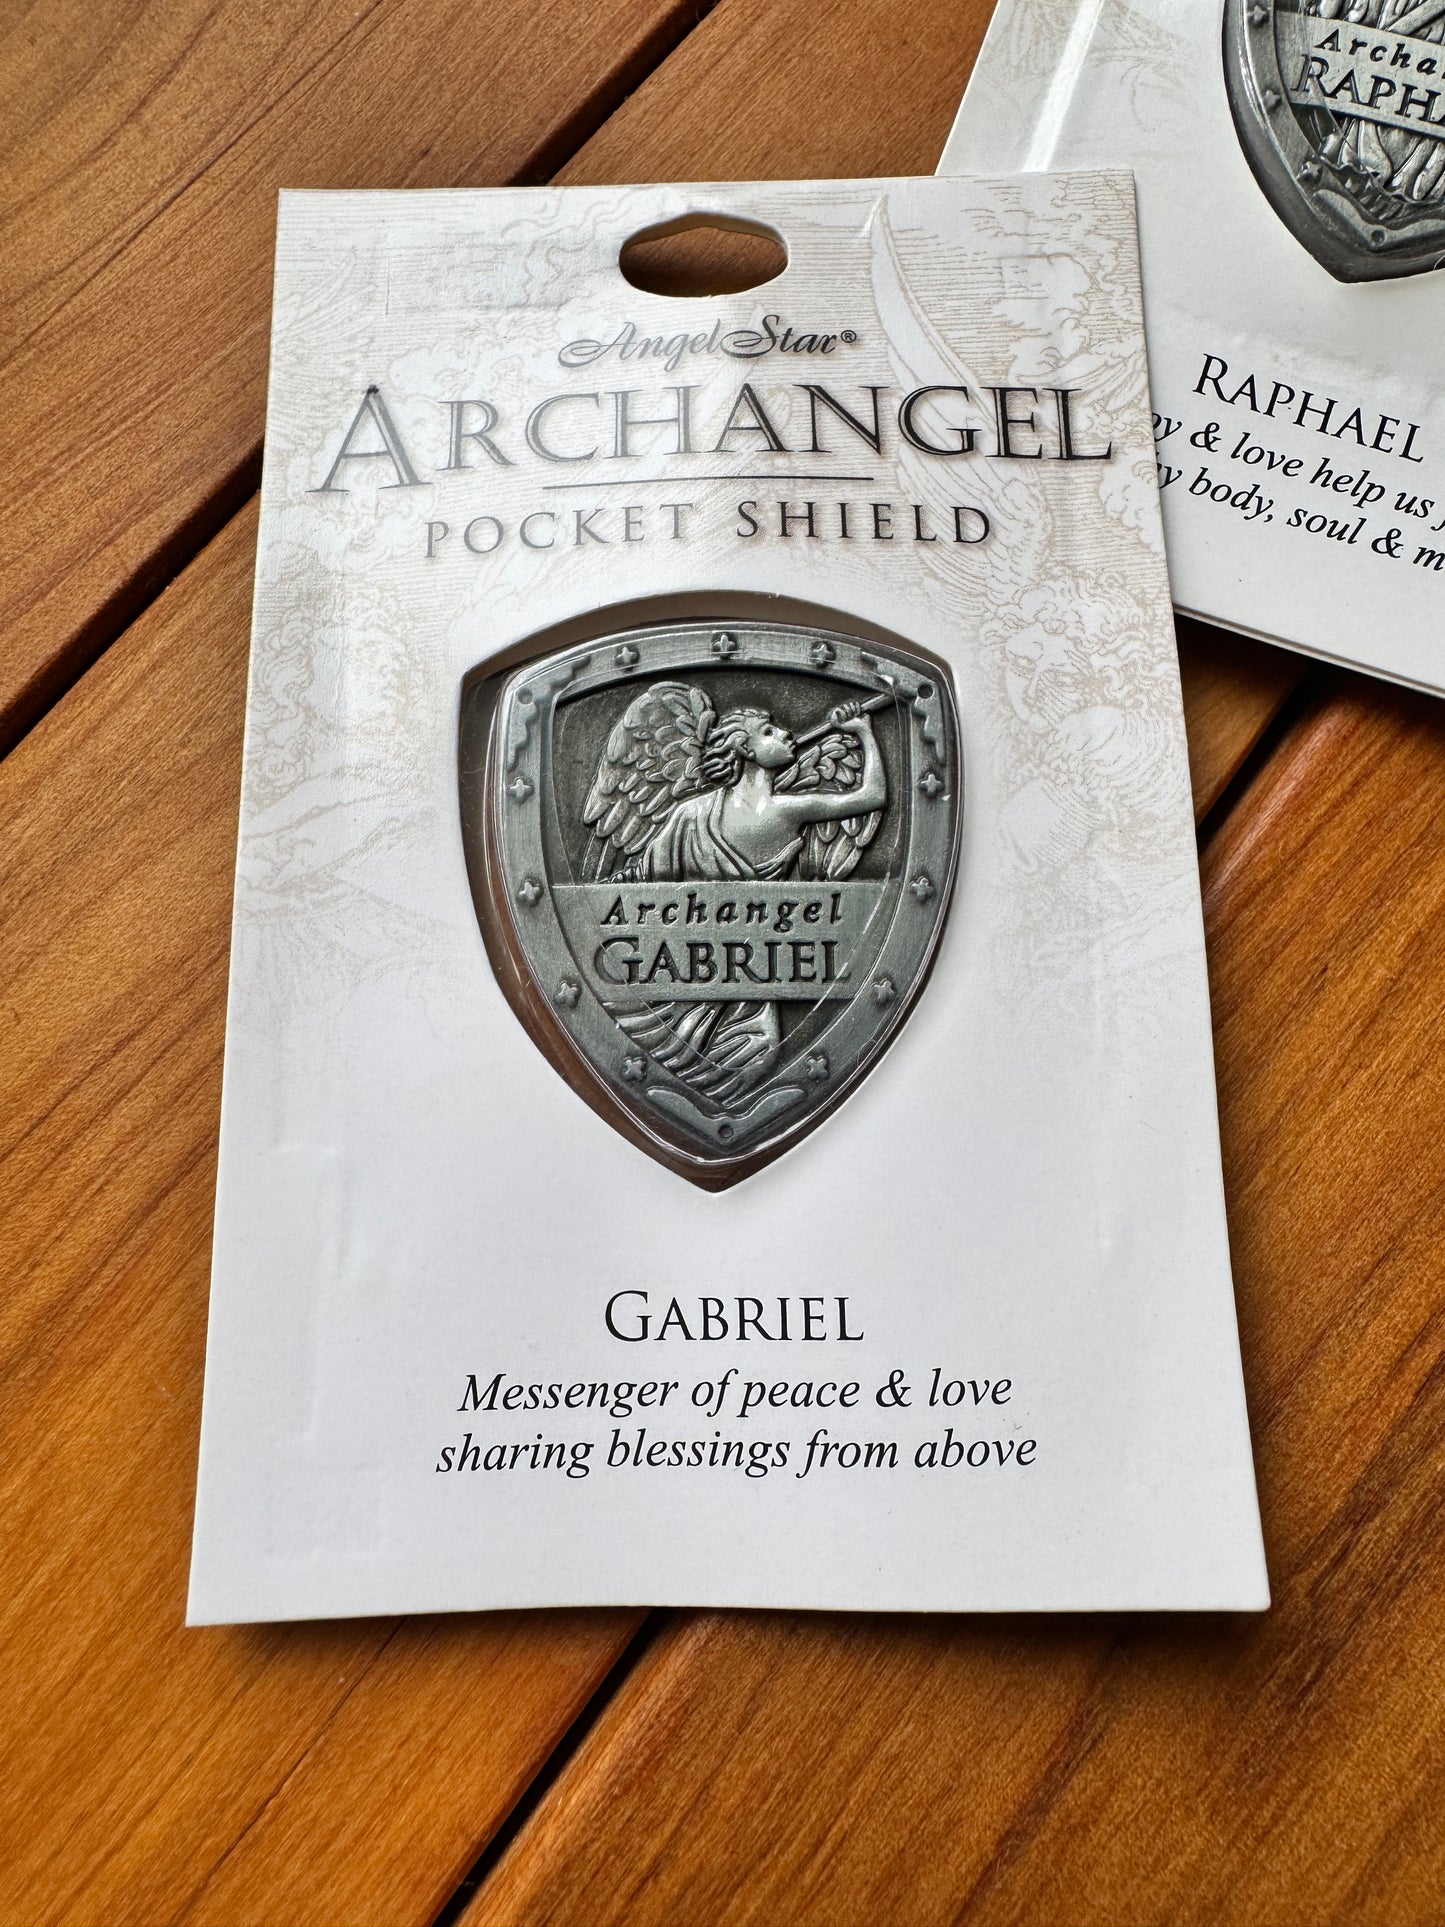 AngelStar®
ARCHANGEL
POCKET SHIELD
Archangel
GABRIEL
GABRIEL
Messenger of peace & love
sharing blessings from above
RAPHAEL
& love help us
body, soul &